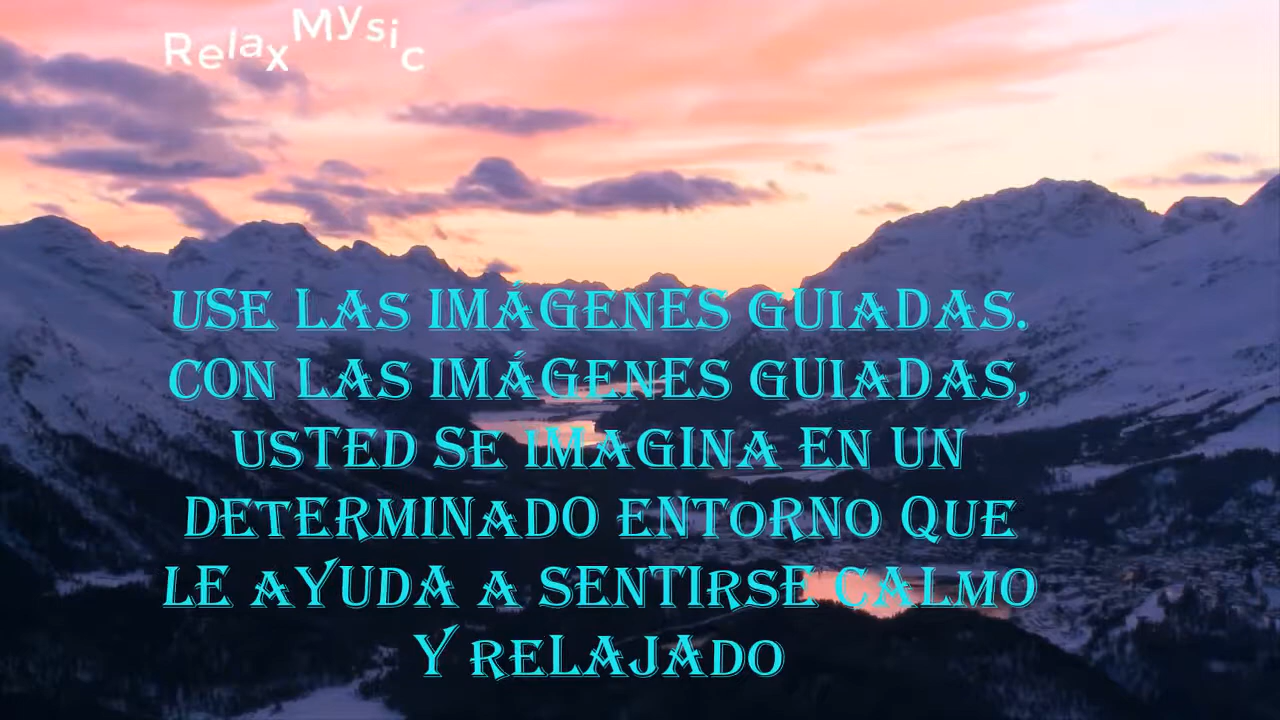 Relax Mysic
USE LAS IMÁGENES GUIADAS.
CON LAS IMÁGENES GUIADAS,
USTED SE IMAGINA EN UN
DETERMINADO ENTORNO QUE
LE AYUDA A SENTIRSE CALMO
Y RELAJADO